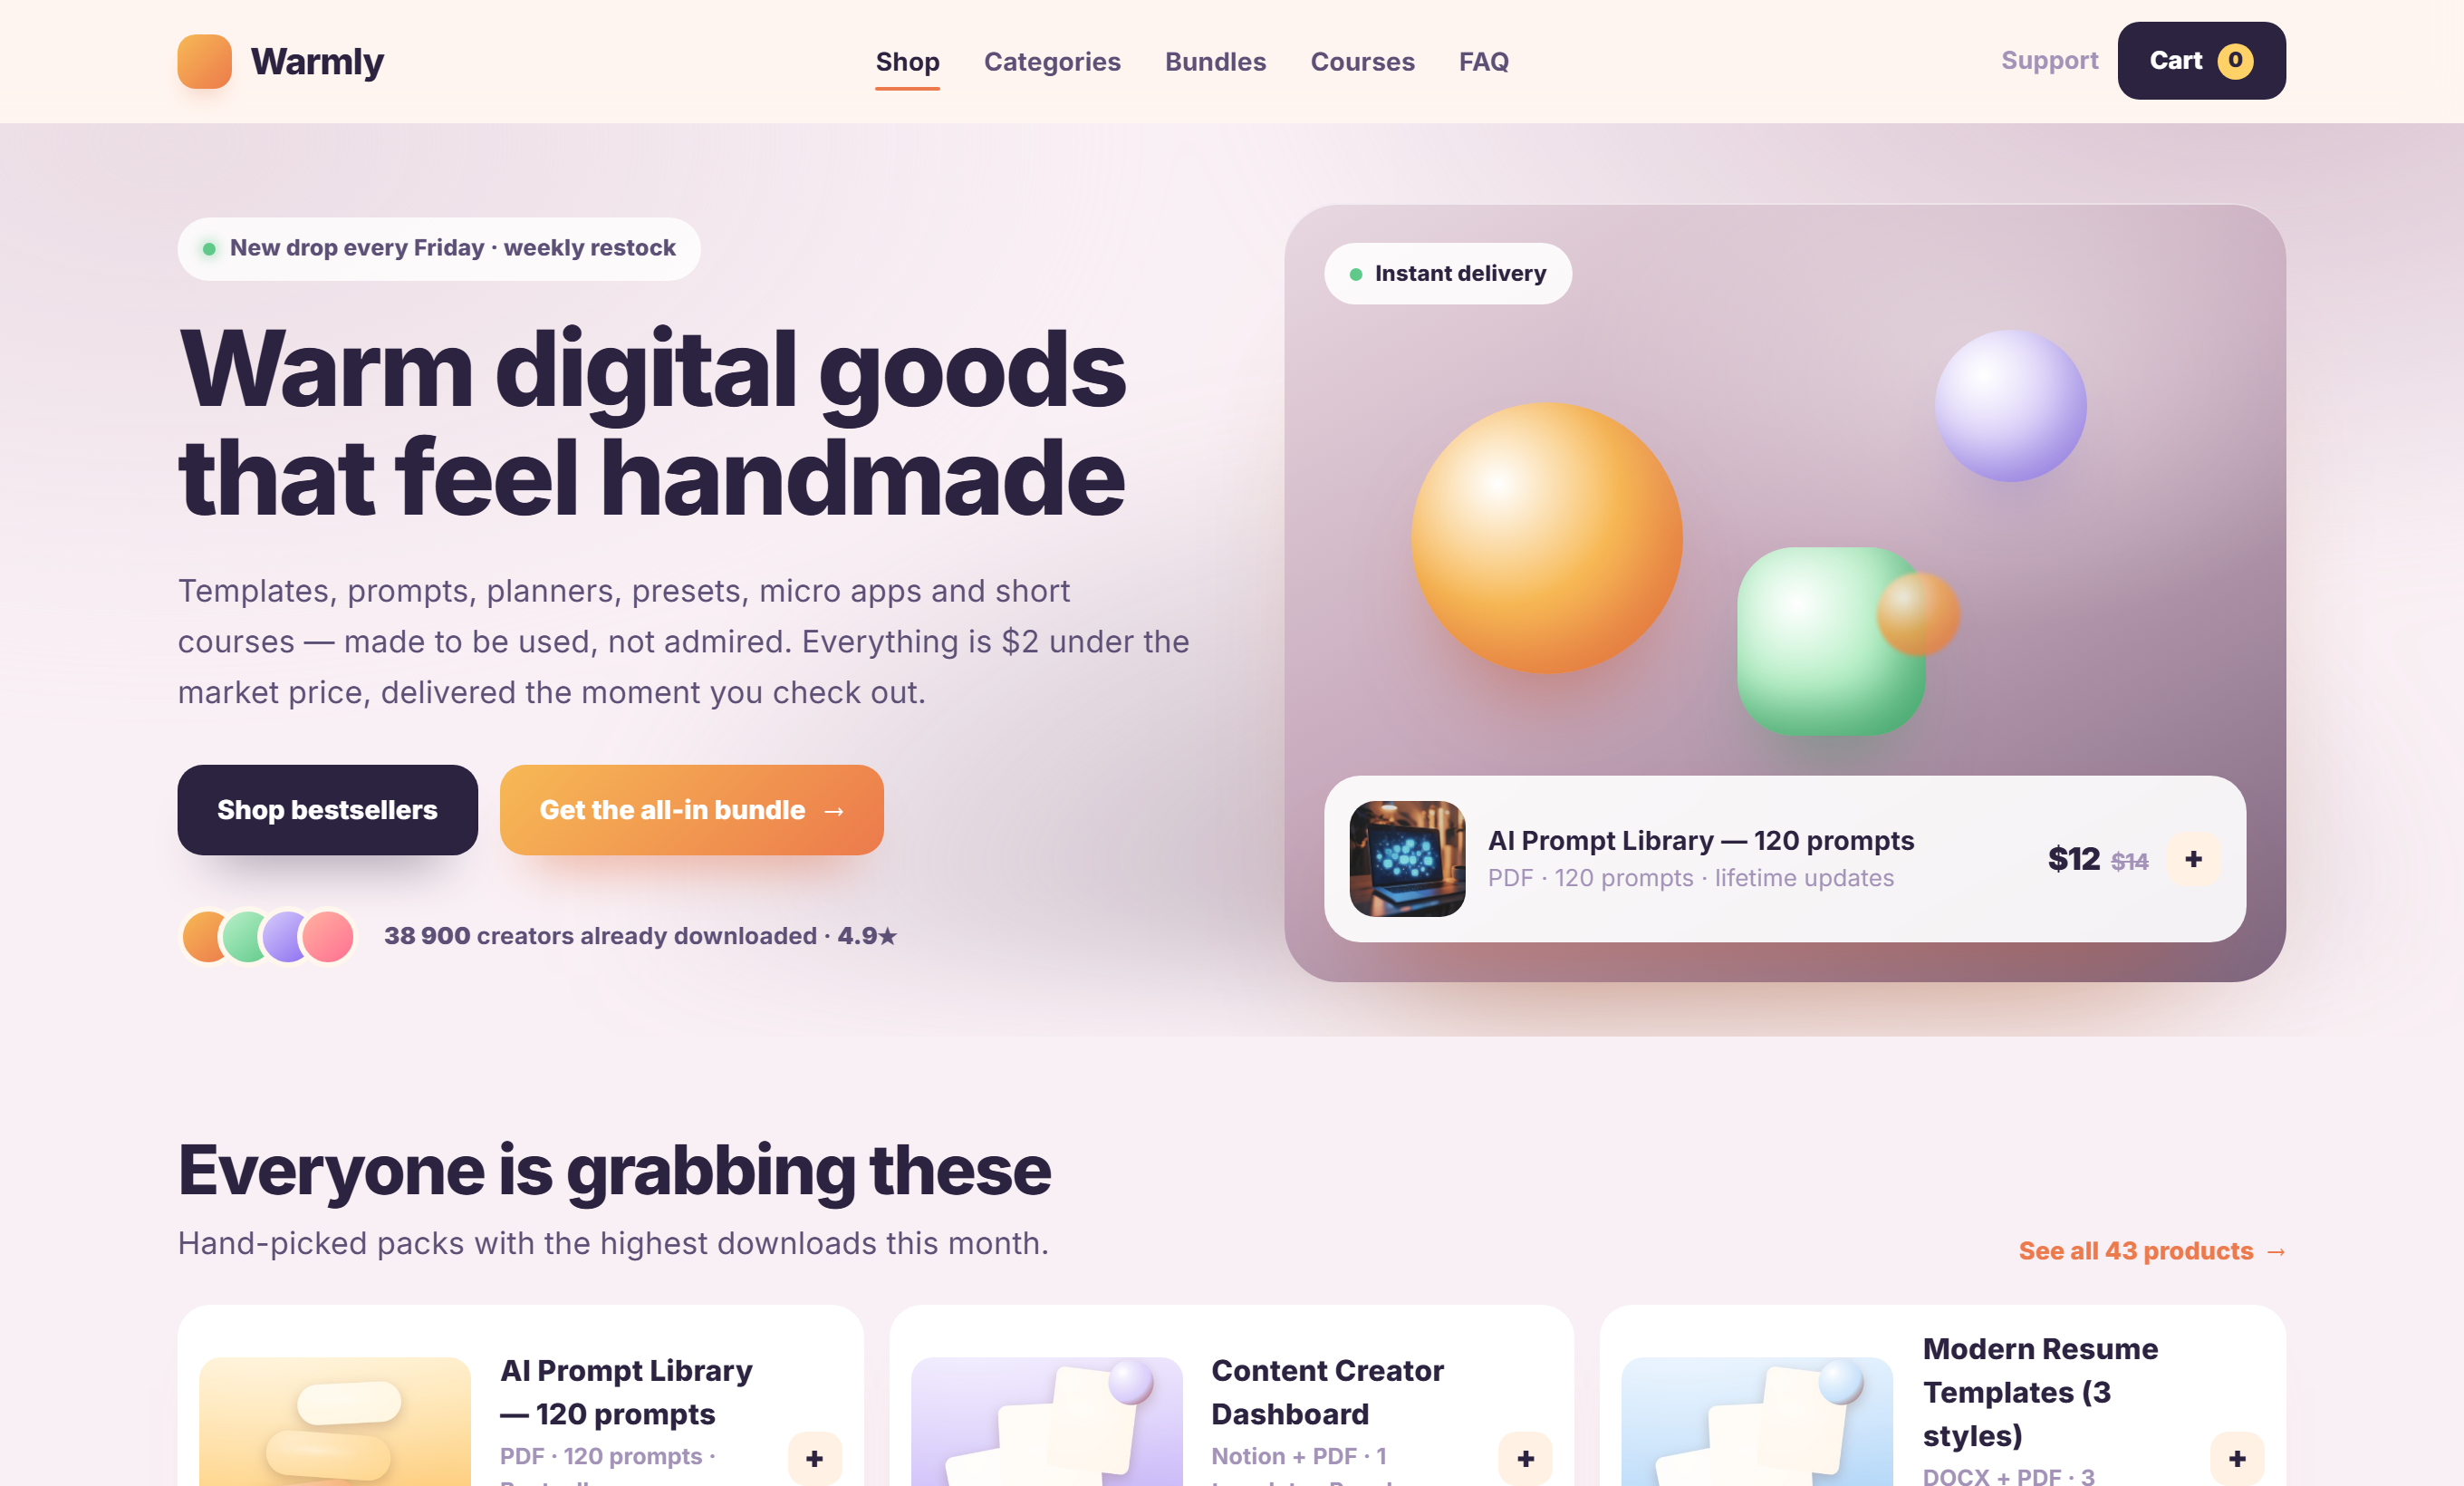 Warmly
Shop
Categories
Bundles
Courses
FAQ
Support
Cart 0
New drop every Friday · weekly restock
Warm digital goods
that feel handmade
Templates, prompts, planners, presets, micro apps and short
courses — made to be used, not admired. Everything is $2 under the
market price, delivered the moment you check out.
Shop bestsellers
Get the all-in bundle →
38 900 creators already downloaded · 4.9★
Instant delivery
AI Prompt Library — 120 prompts
PDF · 120 prompts · lifetime updates
$12 $14 +
Everyone is grabbing these
Hand-picked packs with the highest downloads this month.
See all 43 products →
AI Prompt Library
— 120 prompts
PDF · 120 prompts ·
+
Content Creator
Dashboard
Notion + PDF · 1
+
Modern Resume
Templates (3
styles)
DOCX + PDF · 3
+